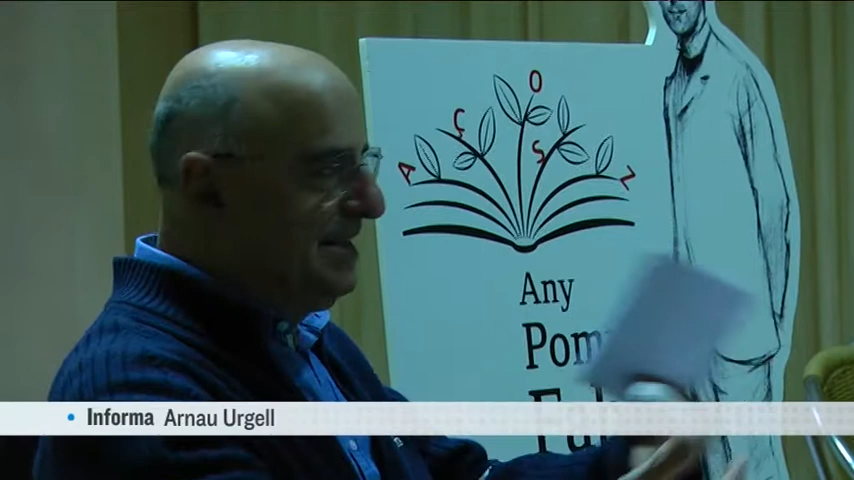 A Ç O S Z
Any
Pom
• Informa Arnau Urgell